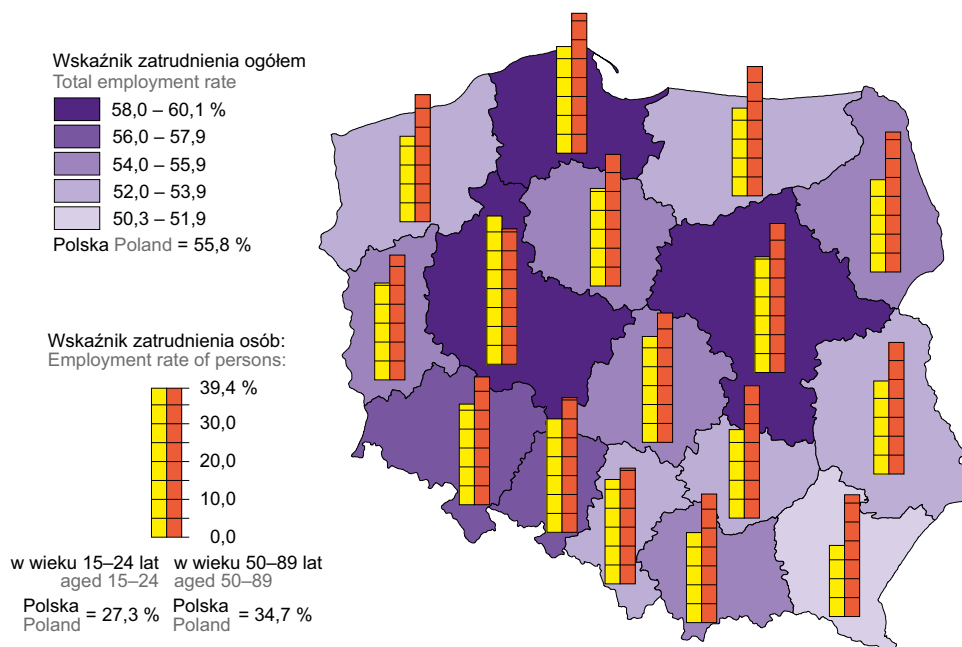 Wskaźnik zatrudnienia ogółem
Total employment rate
58,0 – 60,1 %
56,0 – 57,9
54,0 – 55,9
52,0 – 53,9
50,3 – 51,9
Polska Poland = 55,8 %
Wskaźnik zatrudnienia osób:
Employment rate of persons:
39,4 %
30,0
20,0
10,0
0,0
w wieku 15–24 lat
aged 15–24
w wieku 50–89 lat
aged 50–89
Polska
Poland = 27,3 %
Polska
Poland = 34,7 %